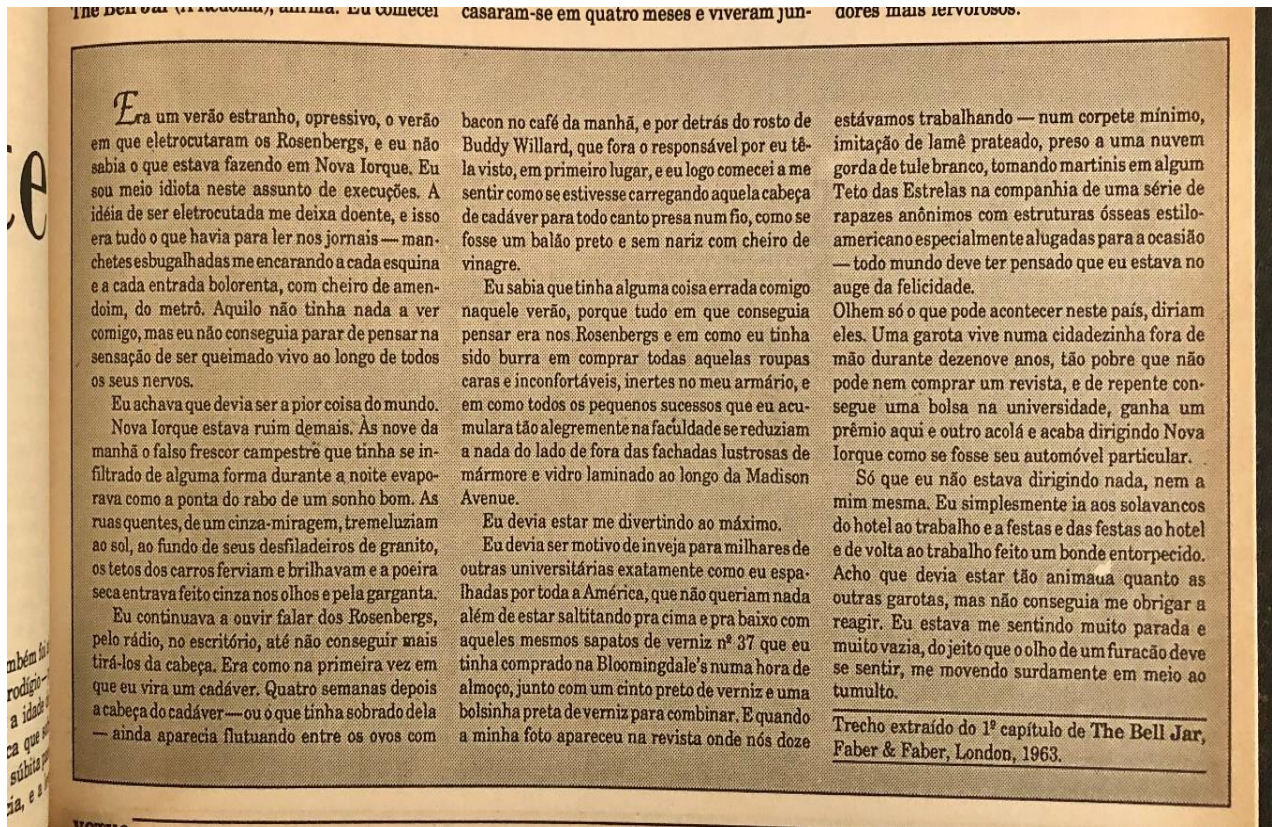 The Bell Jar (A Redoma), afirma. Eu comecei
casaram-se em quatro meses e viveram jun-
dores mais fervorosos.
Era um verão estranho, opressivo, o verão
em que eletrocutaram os Rosenbergs, e eu não
sabia o que estava fazendo em Nova Iorque. Eu
sou meio idiota neste assunto de execuções. A
idéia de ser eletrocutada me deixa doente, e isso
era tudo o que havia para ler nos jornais — man-
chetes esbugalhadas me encarando a cada esquina
e a cada entrada bolorenta, com cheiro de amen-
doim, do metrô. Aquilo não tinha nada a ver
comigo, mas eu não conseguia parar de pensar na
sensação de ser queimado vivo ao longo de todos
os seus nervos.
Eu achava que devia ser a pior coisa do mundo.
Nova Iorque estava ruim demais. Às nove da
manhã o falso frescor campestre que tinha se in-
filtrado de alguma forma durante a noite evapo-
rava como a ponta do rabo de um sonho bom. As
ruas quentes, de um cinza-miragem, tremeluziam
ao sol, ao fundo de seus desfiladeiros de granito,
os tetos dos carros ferviam e brilhavam e a poeira
seca entrava feito cinza nos olhos e pela garganta.
Eu continuava a ouvir falar dos Rosenbergs,
pelo rádio, no escritório, até não conseguir mais
tirá-los da cabeça. Era como na primeira vez em
que eu vira um cadáver. Quatro semanas depois
a cabeça do cadáver — ou o que tinha sobrado dela
— ainda aparecia flutuando entre os ovos com
bacon no café da manhã, e por detrás do rosto de
Buddy Willard, que fora o responsável por eu tê-
la visto, em primeiro lugar, e eu logo comecei a me
sentir como se estivesse carregando aquela cabeça
de cadáver para todo canto presa num fio, como se
fosse um balão preto e sem nariz com cheiro de
vinagre.
Eu sabia que tinha alguma coisa errada comigo
naquele verão, porque tudo em que conseguia
pensar era nos Rosenbergs e em como eu tinha
sido burra em comprar todas aquelas roupas
caras e inconfortáveis, inertes no meu armário, e
em como todos os pequenos sucessos que eu acu-
mulara tão alegremente na faculdade se reduziam
a nada do lado de fora das fachadas lustrosas de
mármore e vidro laminado ao longo da Madison
Avenue.
Eu devia estar me divertindo ao máximo.
Eu devia ser motivo de inveja para milhares de
outras universitárias exatamente como eu espa-
lhadas por toda a América, que não queriam nada
além de estar saltitando pra cima e pra baixo com
aqueles mesmos sapatos de verniz nº 37 que eu
tinha comprado na Bloomingdale's numa hora de
almoço, junto com um cinto preto de verniz e uma
bolsinha preta de verniz para combinar. E quando
a minha foto apareceu na revista onde nós doze
estávamos trabalhando — num corpete mínimo,
imitação de lamê prateado, preso a uma nuvem
gorda de tule branco, tomando martinis em algum
Teto das Estrelas na companhia de uma série de
rapazes anônimos com estruturas ósseas estilo-
americano especialmente alugadas para a ocasião
— todo mundo deve ter pensado que eu estava no
auge da felicidade.
Olhem só o que pode acontecer neste país, diriam
eles. Uma garota vive numa cidadezinha fora de
mão durante dezenove anos, tão pobre que não
pode nem comprar um revista, e de repente con-
segue uma bolsa na universidade, ganha um
prêmio aqui e outro acolá e acaba dirigindo Nova
Iorque como se fosse seu automóvel particular.
Só que eu não estava dirigindo nada, nem a
mim mesma. Eu simplesmente ia aos solavancos
do hotel ao trabalho e a festas e das festas ao hotel
e de volta ao trabalho feito um bonde entorpecido.
Acho que devia estar tão animada quanto as
outras garotas, mas não conseguia me obrigar a
reagir. Eu estava me sentindo muito parada e
muito vazia, do jeito que o olho de um furacão deve
se sentir, me movendo surdamente em meio ao
tumulto.
Trecho extraído do 1º capítulo de The Bell Jar,
Faber & Faber, London, 1963.
a idade
súbita